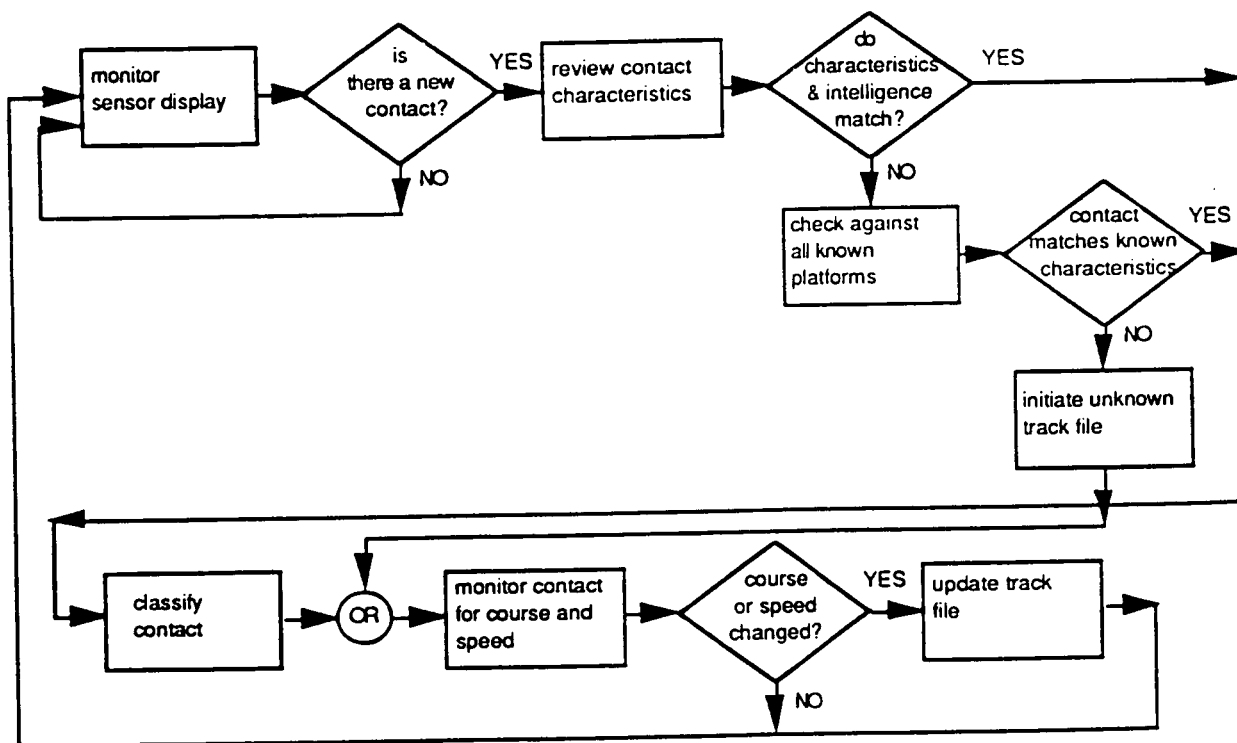 monitor
sensor display
is
there a new
contact?
YES
NO
review contact
characteristics
do
characteristics
& intelligence
match?
YES
NO
check against
all known
platforms
contact
matches known
characteristics
YES
NO
initiate unknown
track file
classify
contact
OR
monitor contact
for course and
speed
course
or speed
changed?
YES
NO
update track
file